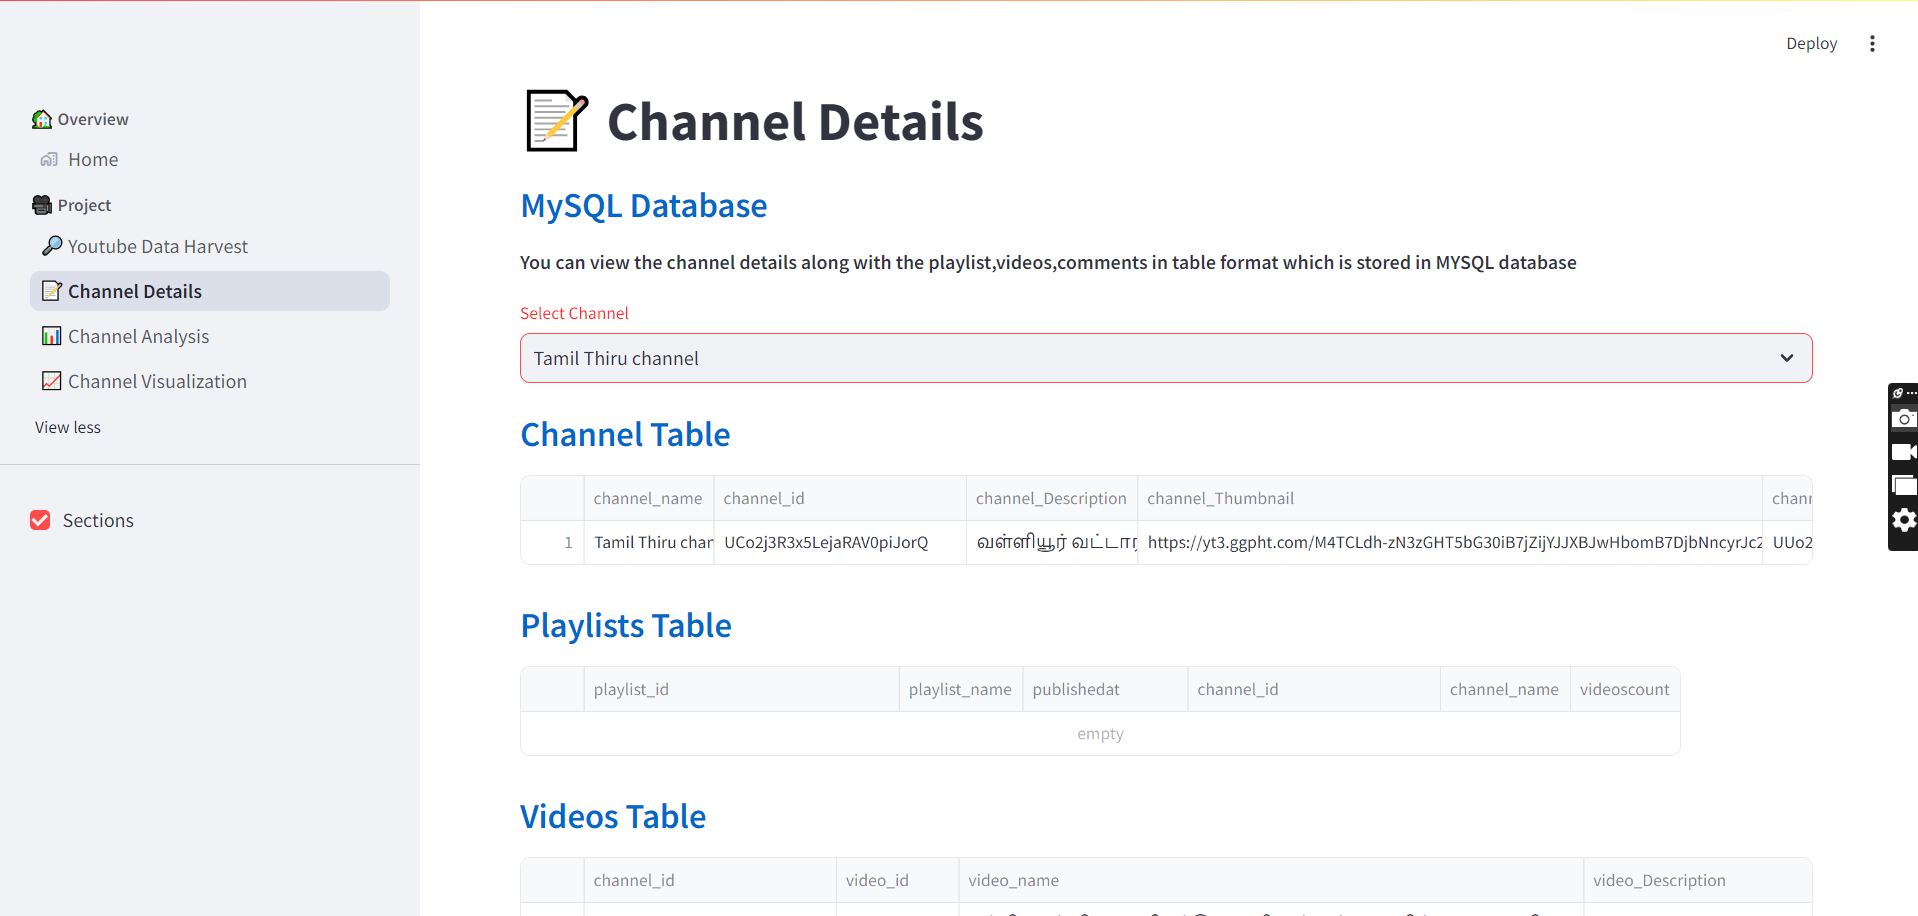 Deploy
Overview
Home
Project
Youtube Data Harvest
Channel Details
Channel Analysis
Channel Visualization
View less
Sections
Channel Details
MySQL Database
You can view the channel details along with the playlist,videos,comments in table format which is stored in MYSQL database
Select Channel
Tamil Thiru channel
Channel Table
channel_name channel_id channel_Description channel_Thumbnail chann
1 Tamil Thiru chan UCo2j3R3x5LejaRAV0piJorQ வள்ளியூர் வட்டார https://yt3.ggpht.com/M4TCLdh-zN3zGHT5bG30iB7jZijYJJXBJwHbomB7DjbNncyrJc2 UUo2
Playlists Table
playlist_id playlist_name publishedat channel_id channel_name videoscount
empty
Videos Table
channel_id video_id video_name video_Description